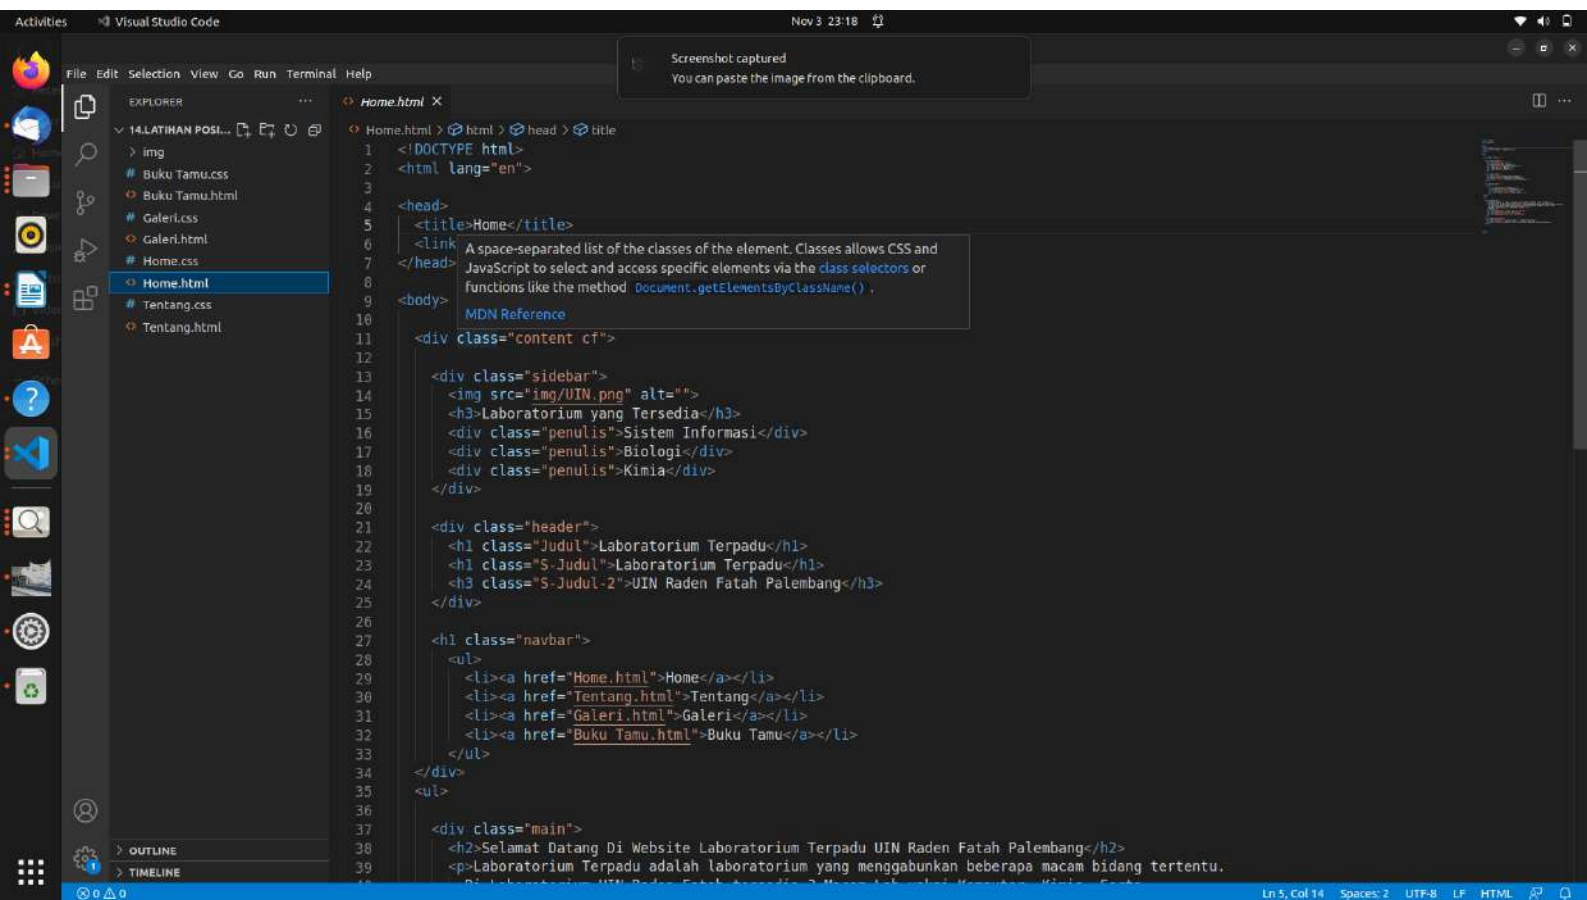 Activities Visual Studio Code Nov 3 23:18
Screenshot captured
You can paste the image from the clipboard.
File Edit Selection View Go Run Terminal Help
EXPLORER ··· Home.html
14.LATIHAN POSI...
Home.html > html > head > title
img
# Buku Tamu.css
Buku Tamu.html
# Galeri.css
Galeri.html
# Home.css
Home.html
# Tentang.css
Tentang.html
1 <!DOCTYPE html>
2 <html lang="en">
3
4 <head>
5 <title>Home</title>
6 <link
7 </head>
8
9 <body>
10
A space-separated list of the classes of the element. Classes allows CSS and
JavaScript to select and access specific elements via the class selectors or
functions like the method Document.getElementsByClassName() .
MDN Reference
11 <div class="content cf">
12
13 <div class="sidebar">
14 <img src="img/UIN.png" alt="">
15 <h3>Laboratorium yang Tersedia</h3>
16 <div class="penulis">Sistem Informasi</div>
17 <div class="penulis">Biologi</div>
18 <div class="penulis">Kimia</div>
19 </div>
20
21 <div class="header">
22 <h1 class="Judul">Laboratorium Terpadu</h1>
23 <h1 class="S-Judul">Laboratorium Terpadu</h1>
24 <h3 class="S-Judul-2">UIN Raden Fatah Palembang</h3>
25 </div>
26
27 <h1 class="navbar">
28 <ul>
29 <li><a href="Home.html">Home</a></li>
30 <li><a href="Tentang.html">Tentang</a></li>
31 <li><a href="Galeri.html">Galeri</a></li>
32 <li><a href="Buku Tamu.html">Buku Tamu</a></li>
33 </ul>
34 </div>
35 <ul>
36
37 <div class="main">
38 <h2>Selamat Datang Di Website Laboratorium Terpadu UIN Raden Fatah Palembang</h2>
39 <p>Laboratorium Terpadu adalah laboratorium yang menggabunkan beberapa macam bidang tertentu.
OUTLINE
TIMELINE
1
0 0 Ln 5, Col 14 Spaces: 2 UTF-8 LF HTML